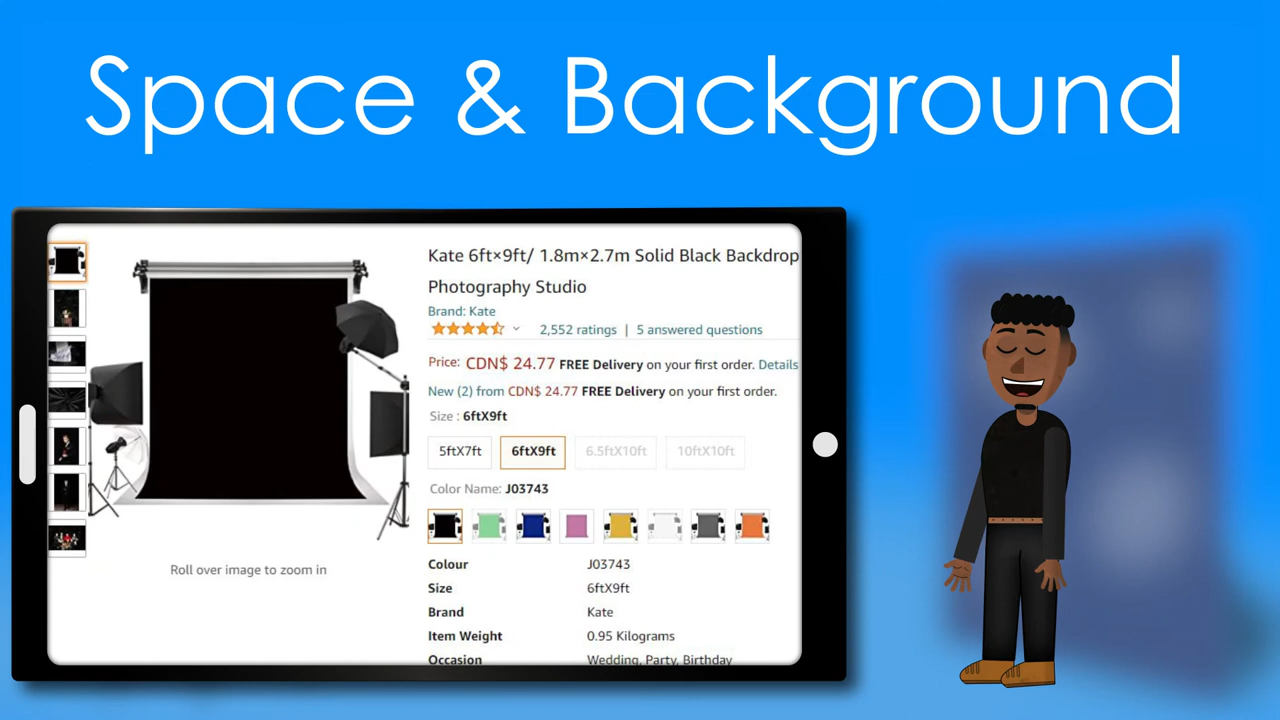 Space & Background
Kate 6ft×9ft/ 1.8m×2.7m Solid Black Backdrop
Photography Studio
Brand: Kate
2,552 ratings | 5 answered questions
Price: CDN$ 24.77 FREE Delivery on your first order. Details
New (2) from CDN$ 24.77 FREE Delivery on your first order.
Size : 6ftX9ft
5ftX7ft 6ftX9ft 6.5ftX10ft 10ftX10ft
Color Name: J03743
Colour J03743
Size 6ftX9ft
Brand Kate
Item Weight 0.95 Kilograms
Occasion Wedding, Party, Birthday
Roll over image to zoom in